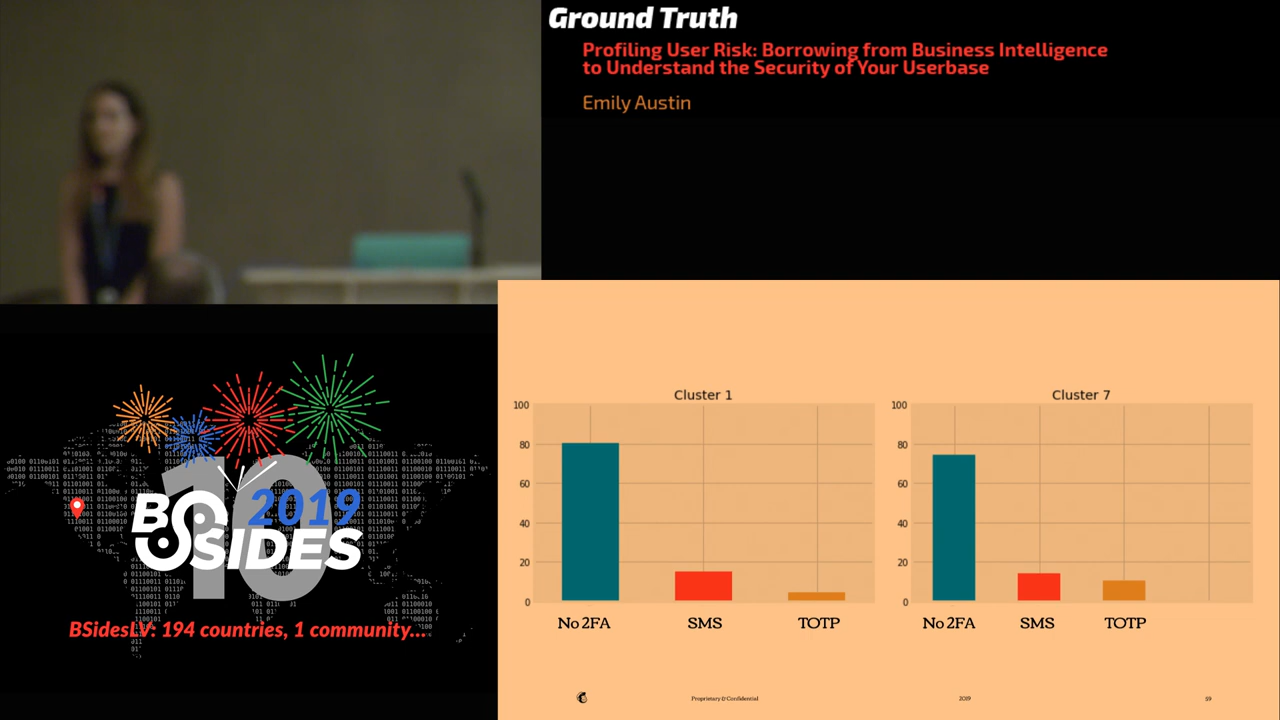 Ground Truth
Profiling User Risk: Borrowing from Business Intelligence
to Understand the Security of Your Userbase
Emily Austin
10
2019
BSIDES
BSidesLV: 194 countries, 1 community...
Cluster 1
100
80
60
40
20
0
No 2FA SMS TOTP
Cluster 7
100
80
60
40
20
0
No 2FA SMS TOTP
Proprietary & Confidential 2019 59